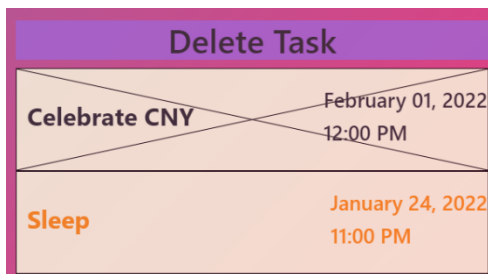 Delete Task
Celebrate CNY
February 01, 2022
12:00 PM
Sleep
January 24, 2022
11:00 PM